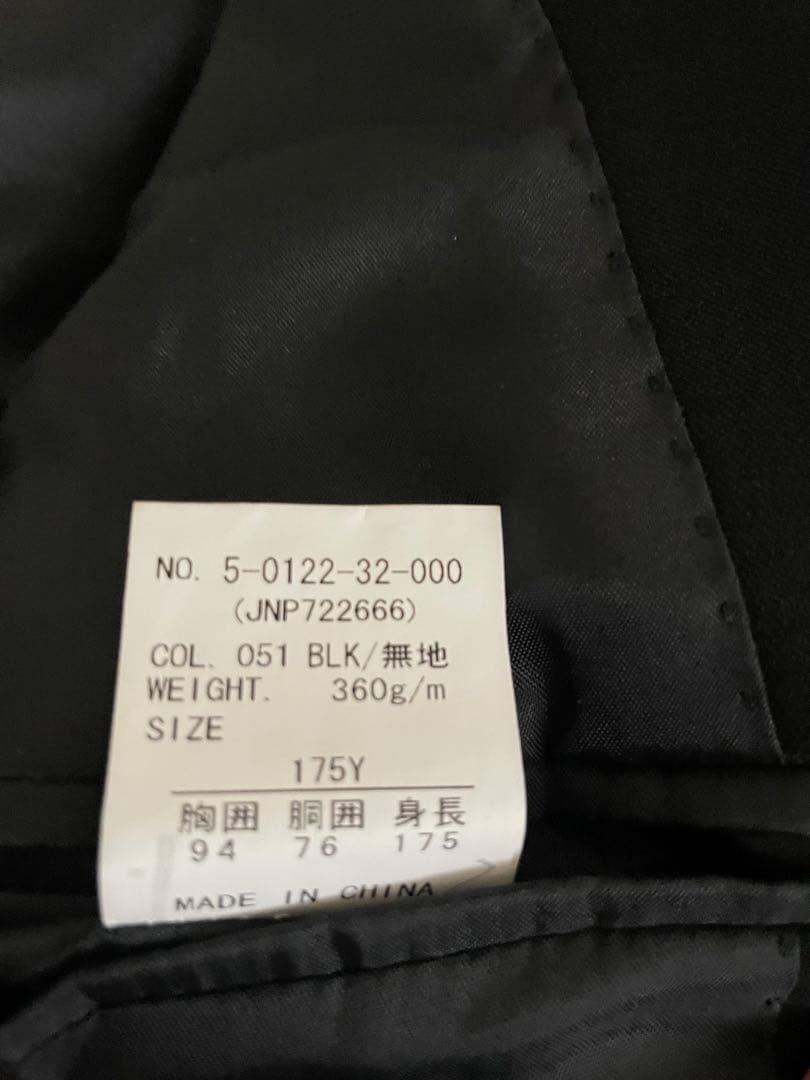 NO. 5-0122-32-000
(JNP722666)
COL. 051 BLK/無地
WEIGHT. 360g/m
SIZE
175Y
胸囲 胴囲 身長
94 76 175
MADE IN CHINA